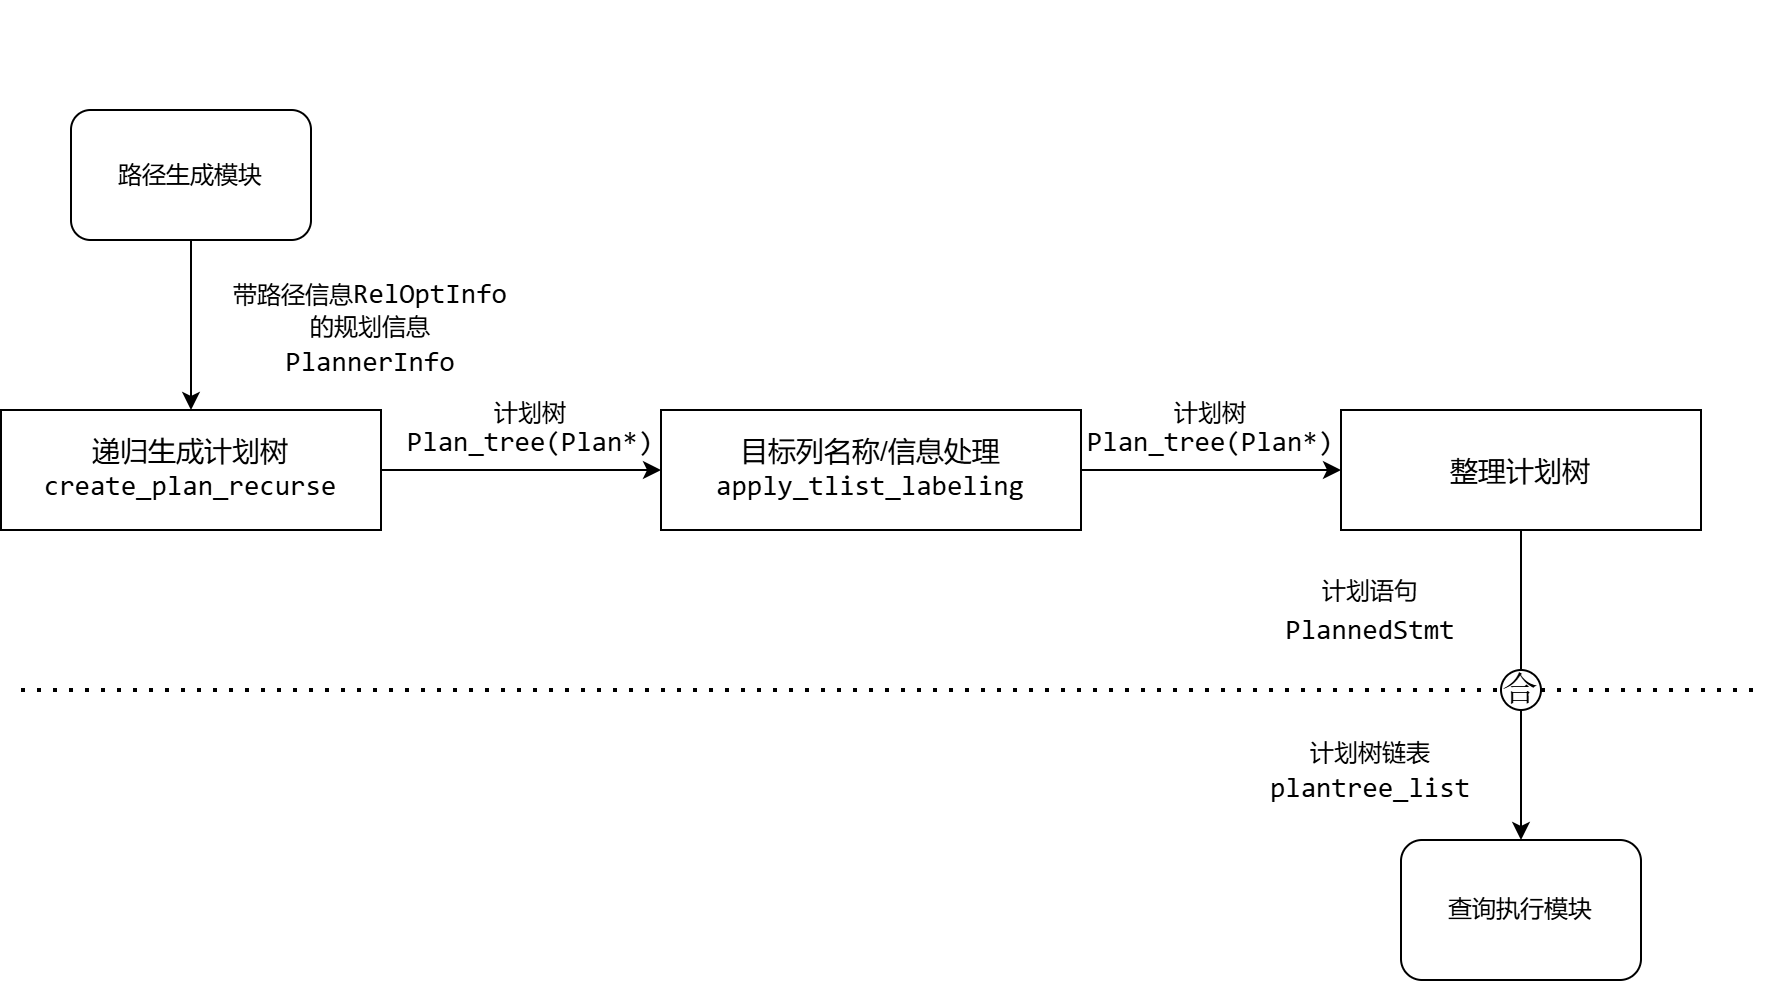 路径生成模块
带路径信息RelOptInfo
的规划信息
PlannerInfo
递归生成计划树
create_plan_recurse
计划树
Plan_tree(Plan*)
目标列名称/信息处理
apply_tlist_labeling
计划树
Plan_tree(Plan*)
整理计划树
计划语句
PlannedStmt
合
计划树链表
plantree_list
查询执行模块